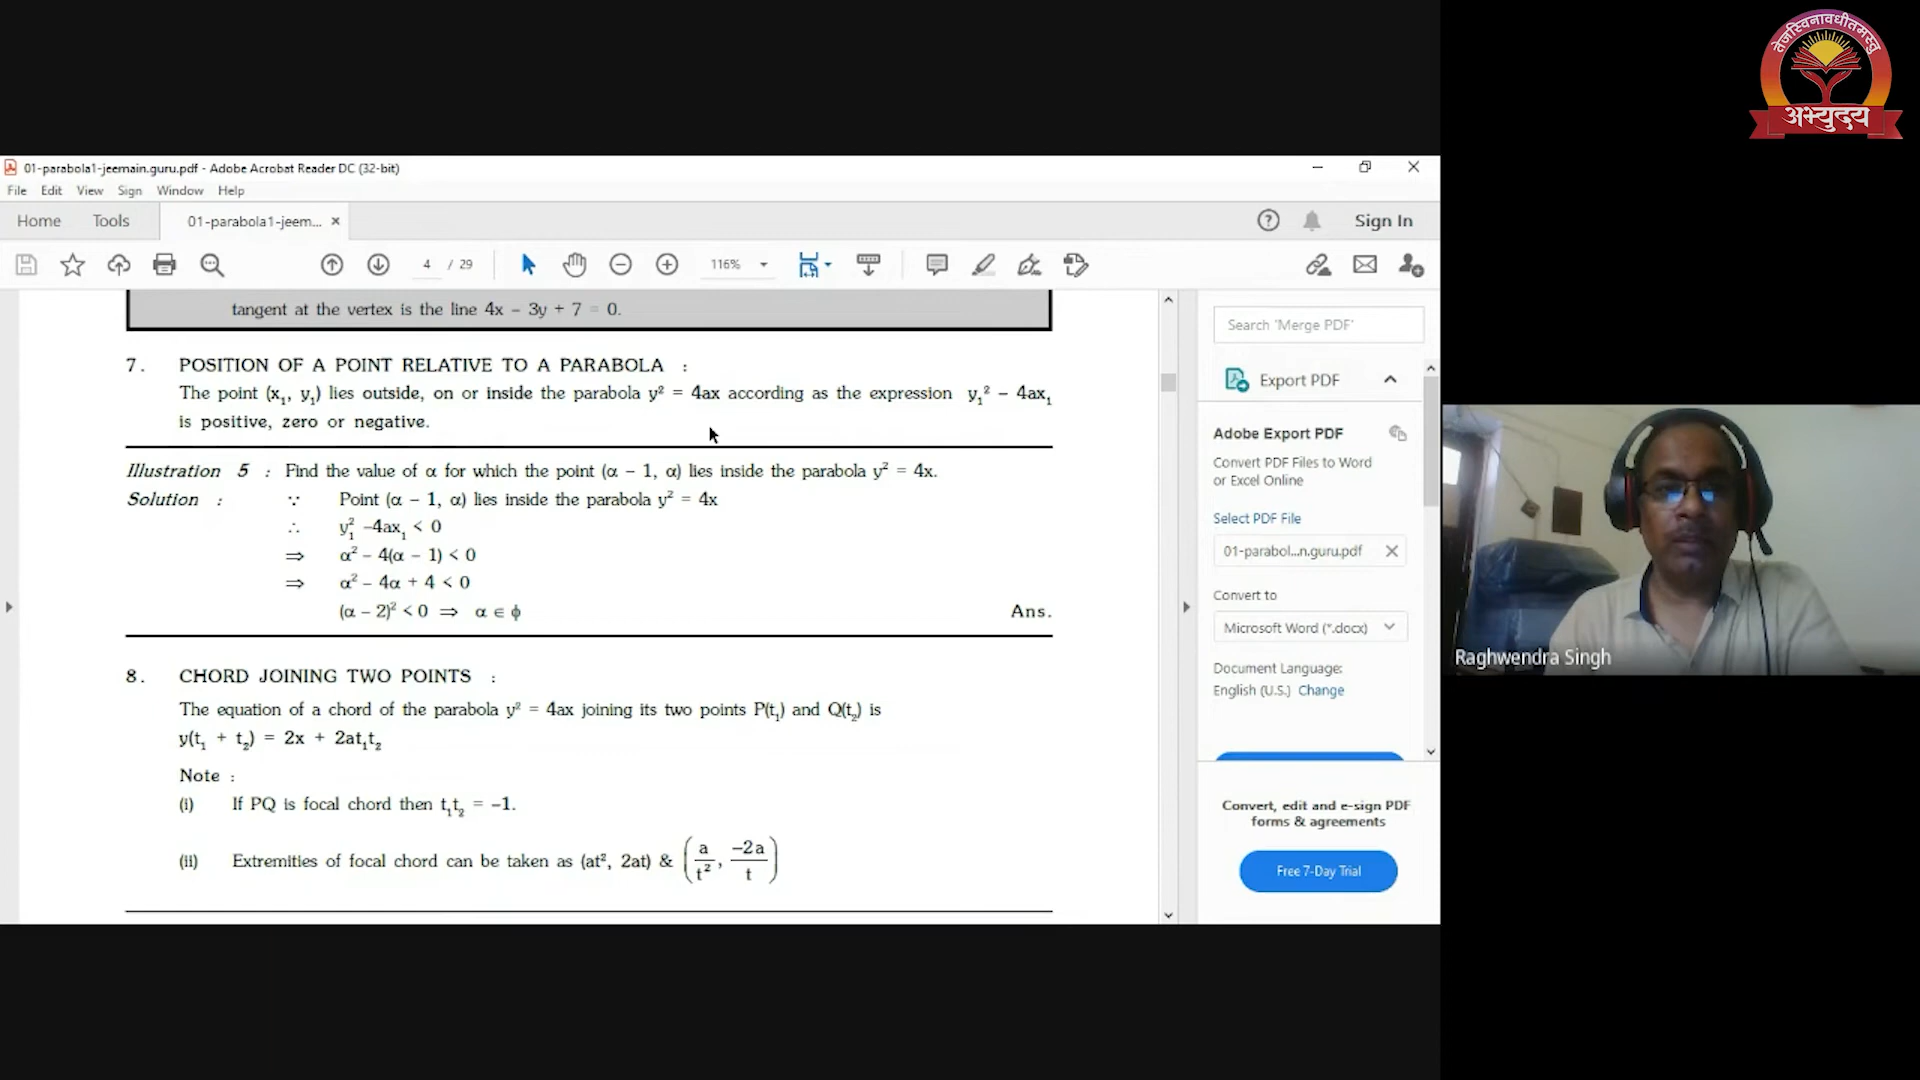 तेजस्विनावधीतमस्तु
अभ्युदय
01-parabola1-jeemain.guru.pdf - Adobe Acrobat Reader DC (32-bit)
File Edit View Sign Window Help
Home Tools 01-parabola1-jeem... × Sign In
4 / 29 116%
tangent at the vertex is the line 4x – 3y + 7 = 0.
7. POSITION OF A POINT RELATIVE TO A PARABOLA :
The point (x₁, y₁) lies outside, on or inside the parabola y² = 4ax according as the expression y₁² – 4ax₁
is positive, zero or negative.
Illustration 5 : Find the value of α for which the point (α – 1, α) lies inside the parabola y² = 4x.
Solution : ∵ Point (α – 1, α) lies inside the parabola y² = 4x
∴ y₁² –4ax₁ < 0
⇒ α² – 4(α – 1) < 0
⇒ α² – 4α + 4 < 0
(α – 2)² < 0 ⇒ α ∈ ϕ Ans.
8. CHORD JOINING TWO POINTS :
The equation of a chord of the parabola y² = 4ax joining its two points P(t₁) and Q(t₂) is
y(t₁ + t₂) = 2x + 2at₁t₂
Note :
(i) If PQ is focal chord then t₁t₂ = –1.
(ii) Extremities of focal chord can be taken as (at², 2at) & (a/t², –2a/t)
Search 'Merge PDF'
Export PDF
Adobe Export PDF
Convert PDF Files to Word
or Excel Online
Select PDF File
01-parabol...n.guru.pdf ×
Convert to
Microsoft Word (*.docx)
Document Language:
English (U.S.) Change
Convert, edit and e-sign PDF
forms & agreements
Free 7-Day Trial
Raghwendra Singh